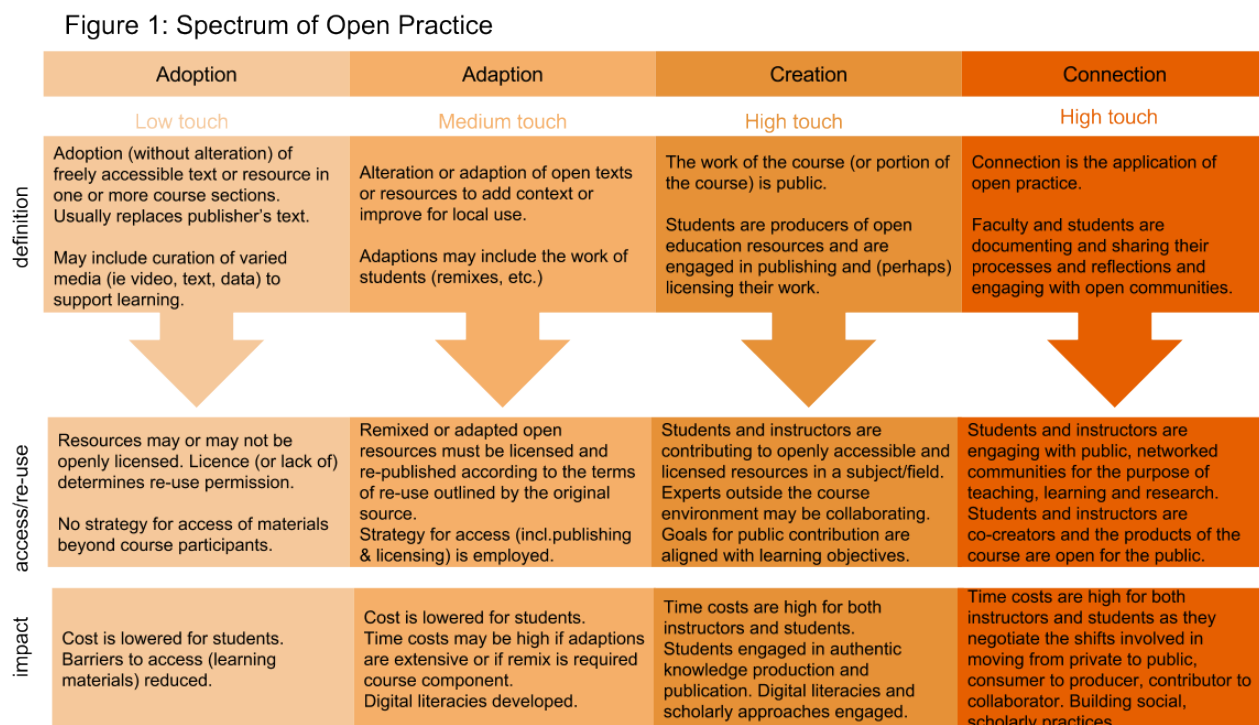 Figure 1: Spectrum of Open Practice
Adoption
Adaption
Creation
Connection
Low touch
Medium touch
High touch
High touch
definition
Adoption (without alteration) of
freely accessible text or resource in
one or more course sections.
Usually replaces publisher's text.
May include curation of varied
media (ie video, text, data) to
support learning.
Alteration or adaption of open texts
or resources to add context or
improve for local use.
Adaptions may include the work of
students (remixes, etc.)
The work of the course (or portion of
the course) is public.
Students are producers of open
education resources and are
engaged in publishing and (perhaps)
licensing their work.
Connection is the application of
open practice.
Faculty and students are
documenting and sharing their
processes and reflections and
engaging with open communities.
access/re-use
Resources may or may not be
openly licensed. Licence (or lack of)
determines re-use permission.
No strategy for access of materials
beyond course participants.
Remixed or adapted open
resources must be licensed and
re-published according to the terms
of re-use outlined by the original
source.
Strategy for access (incl.publishing
& licensing) is employed.
Students and instructors are
contributing to openly accessible and
licensed resources in a subject/field.
Experts outside the course
environment may be collaborating.
Goals for public contribution are
aligned with learning objectives.
Students and instructors are
engaging with public, networked
communities for the purpose of
teaching, learning and research.
Students and instructors are
co-creators and the products of the
course are open for the public.
impact
Cost is lowered for students.
Barriers to access (learning
materials) reduced.
Cost is lowered for students.
Time costs may be high if adaptions
are extensive or if remix is required
course component.
Digital literacies developed.
Time costs are high for both
instructors and students.
Students engaged in authentic
knowledge production and
publication. Digital literacies and
scholarly approaches engaged.
Time costs are high for both
instructors and students as they
negotiate the shifts involved in
moving from private to public,
consumer to producer, contributor to
collaborator. Building social,
scholarly practices